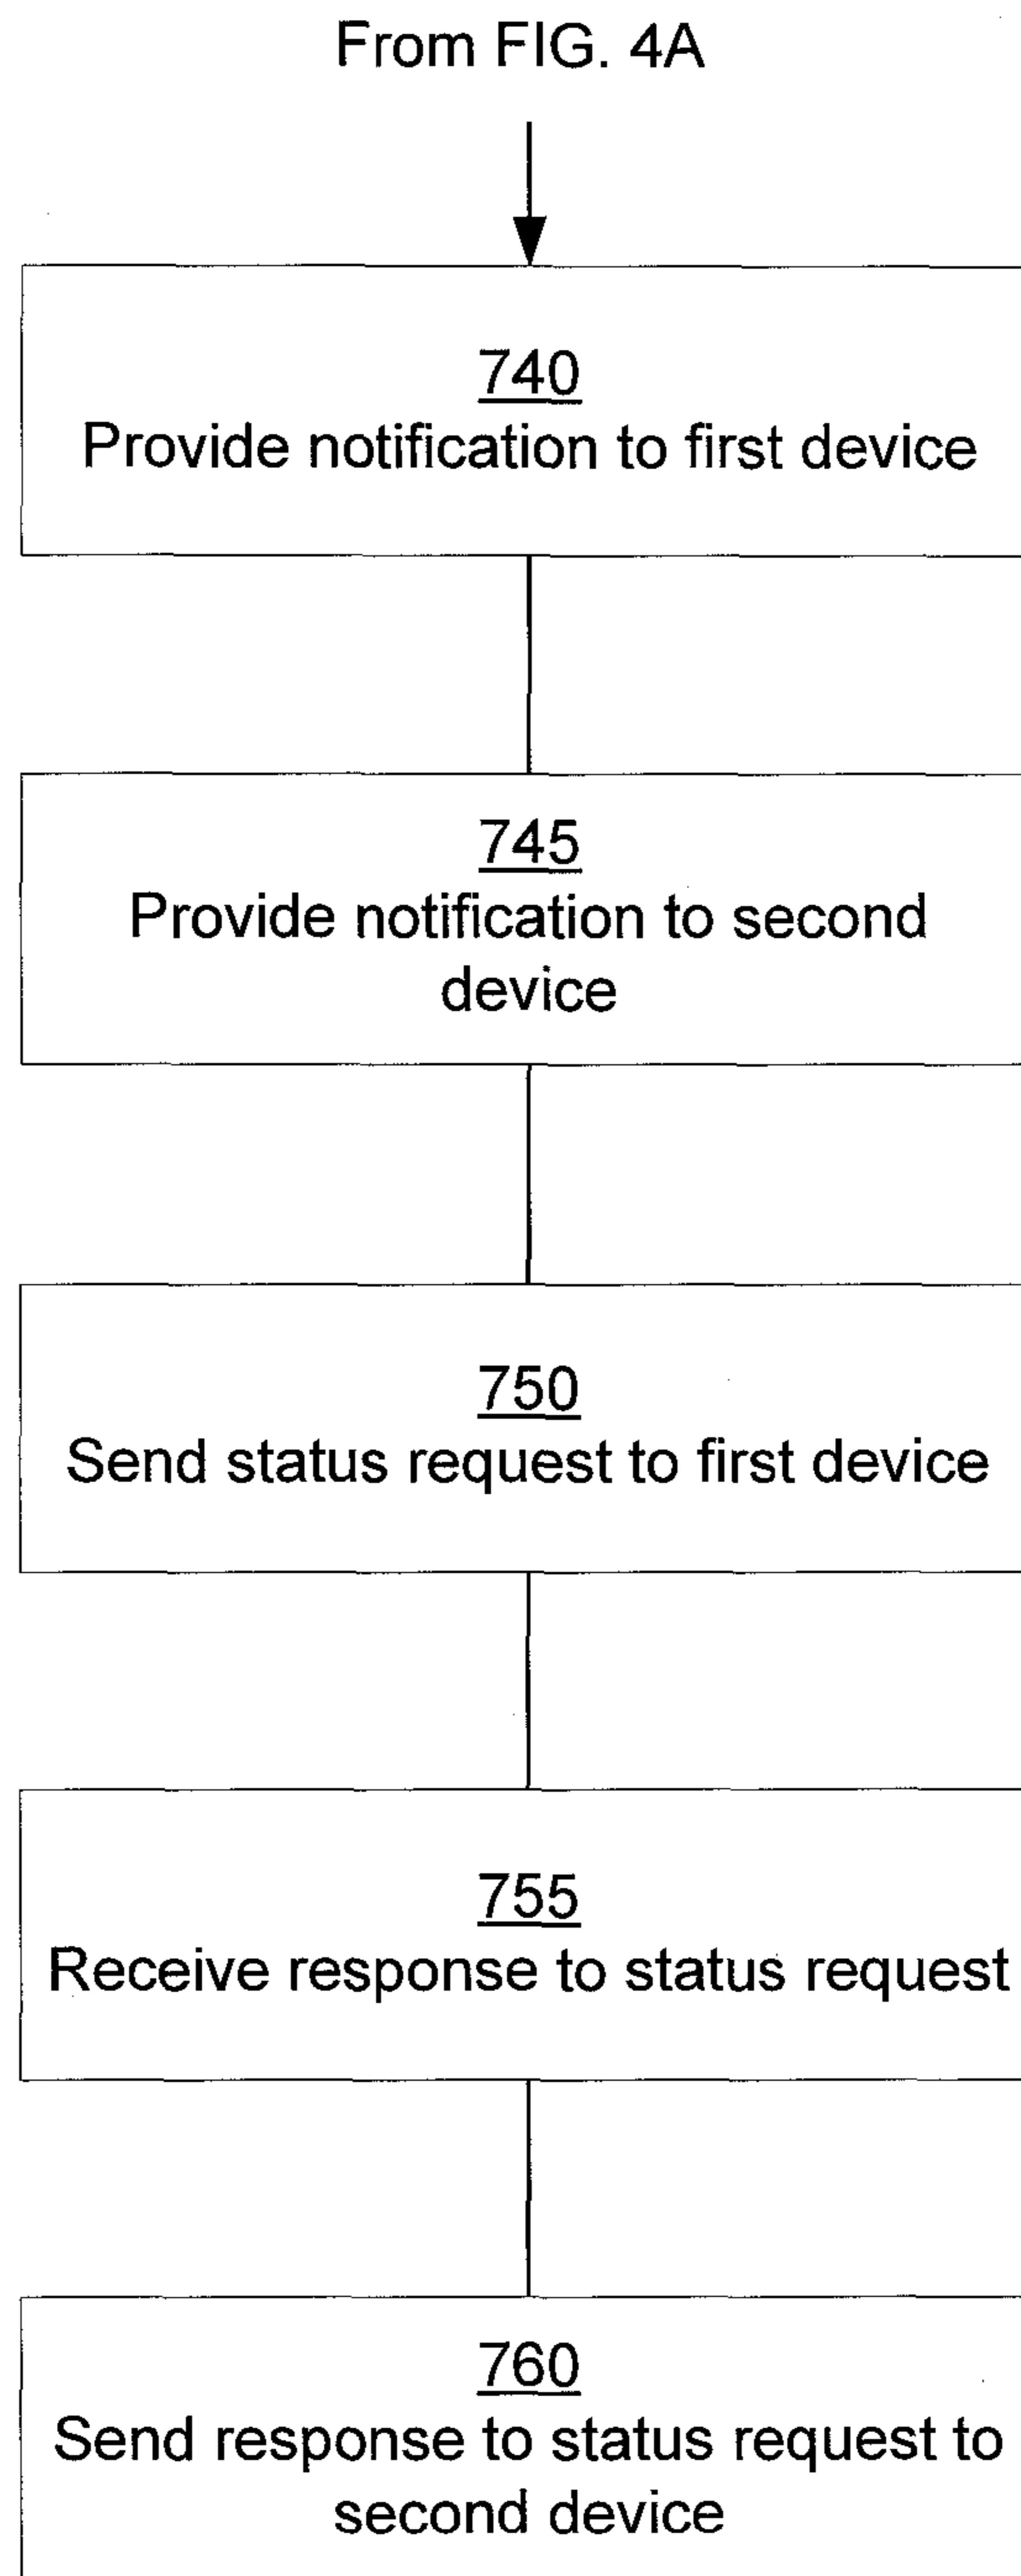 From FIG. 4A
740
Provide notification to first device
745
Provide notification to second
device
750
Send status request to first device
755
Receive response to status request
760
Send response to status request to
second device